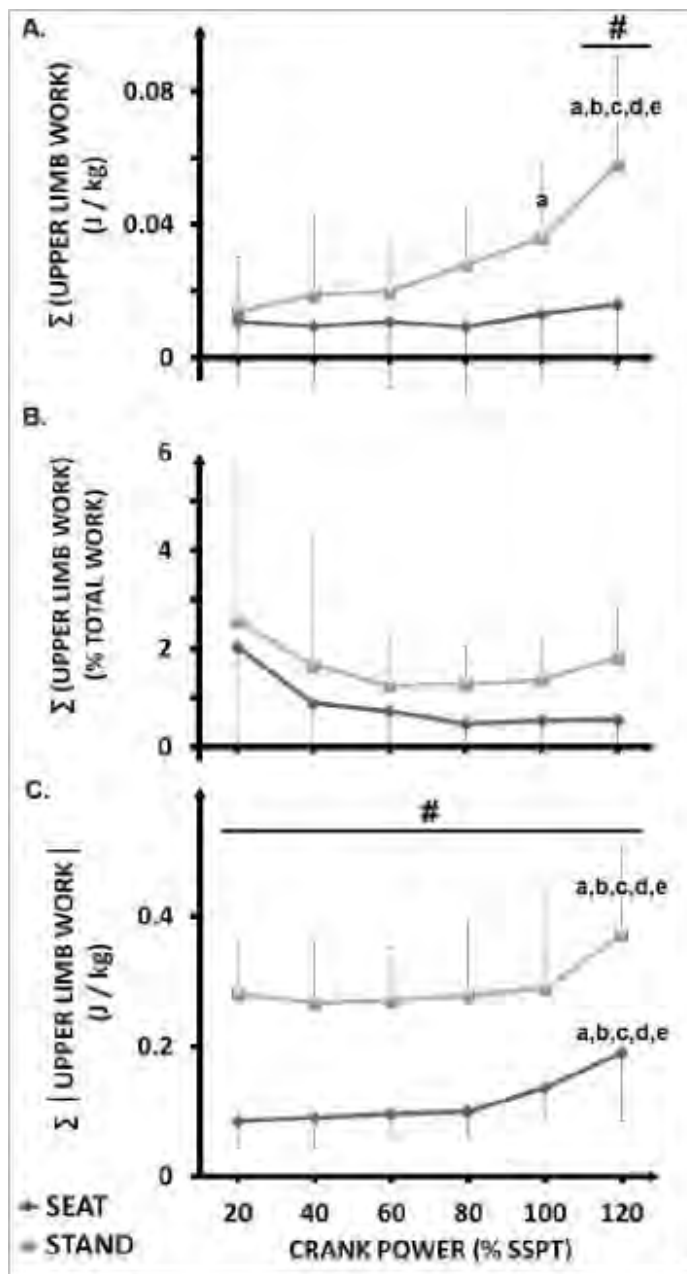 A.
#
0.08
a,b,c,d,e
Σ (UPPER LIMB WORK)
(J / kg)
a
0.04
0
B.
6
Σ (UPPER LIMB WORK)
(% TOTAL WORK)
4
2
0
C.
#
a,b,c,d,e
Σ | UPPER LIMB WORK |
(J / kg)
0.4
0.2
a,b,c,d,e
0
SEAT
STAND
20 40 60 80 100 120
CRANK POWER (% SSPT)